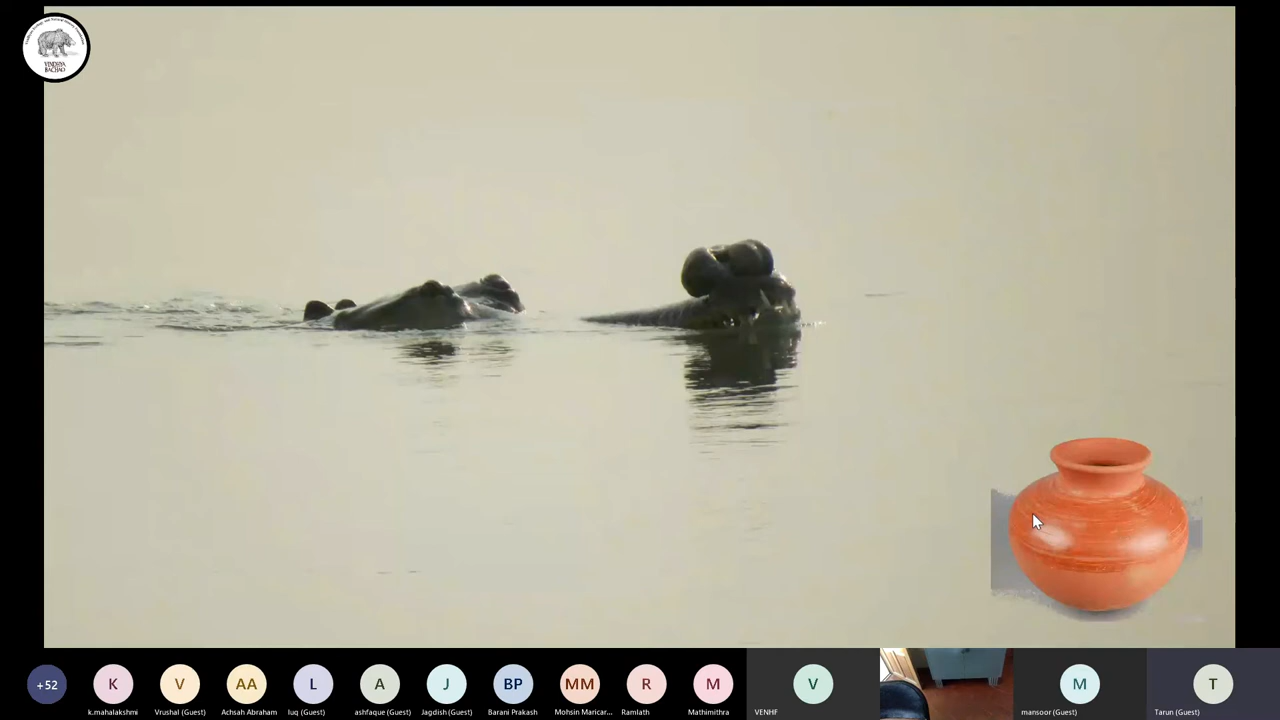 VINDHYA
BACHAO
+52
K
V
AA
L
A
J
BP
MM
R
M
V
M
T
k.mahalakshmi
Vrushal (Guest)
Achsah Abraham
luq (Guest)
ashfaque (Guest)
Jagdish (Guest)
Barani Prakash
Mohsin Maricar...
Ramlath
Mathimithra
VENHF
mansoor (Guest)
Tarun (Guest)